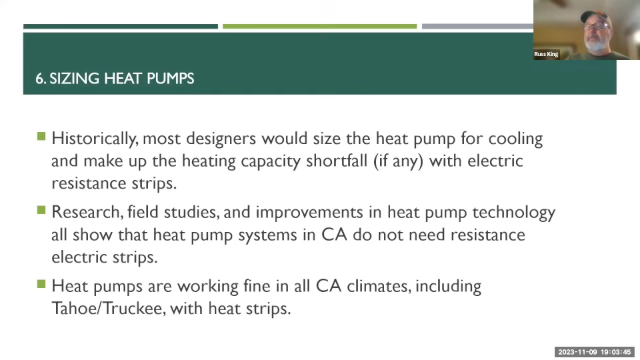 Russ King
6. SIZING HEAT PUMPS
Historically, most designers would size the heat pump for cooling
and make up the heating capacity shortfall (if any) with electric
resistance strips.
Research, field studies, and improvements in heat pump technology
all show that heat pump systems in CA do not need resistance
electric strips.
Heat pumps are working fine in all CA climates, including
Tahoe/Truckee, with heat strips.
2023-11-09 19:03:45